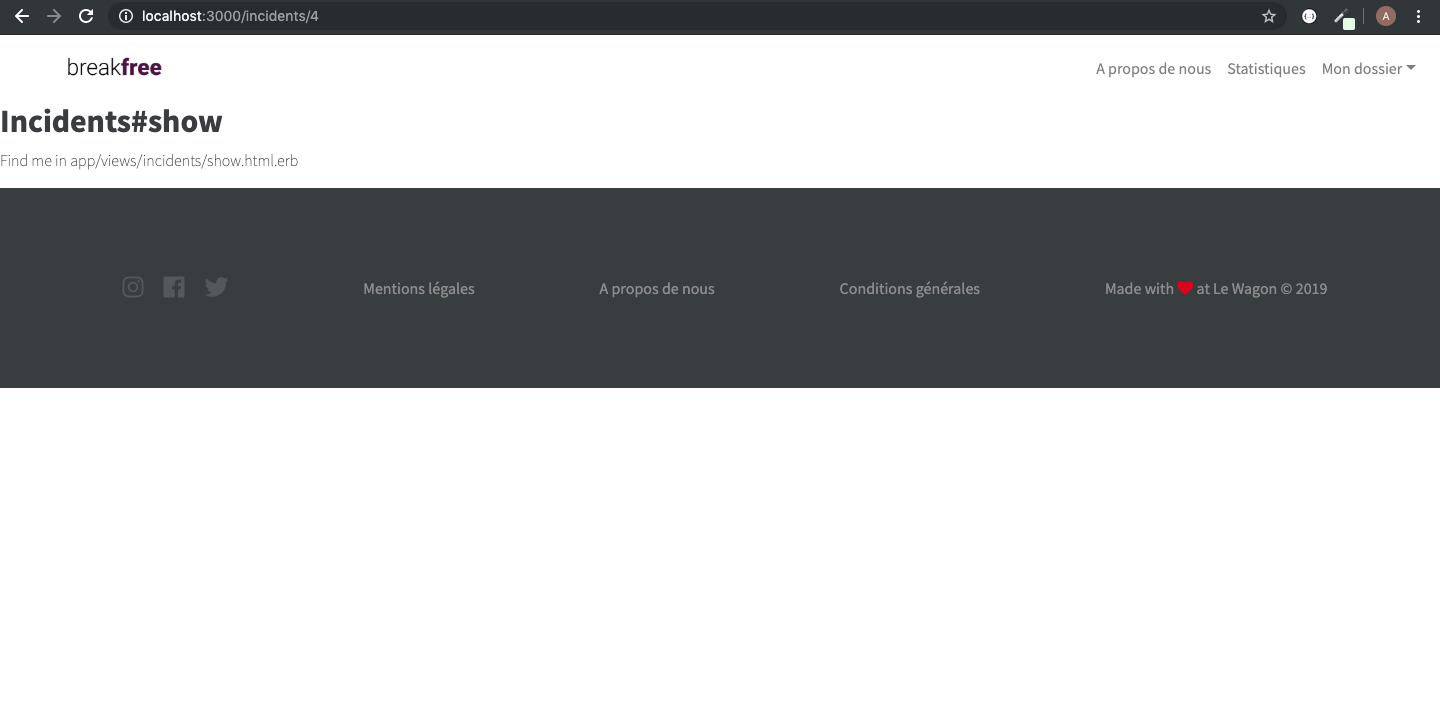 localhost:3000/incidents/4
A
breakfree
A propos de nous
Statistiques
Mon dossier
Incidents#show
Find me in app/views/incidents/show.html.erb
Mentions légales
A propos de nous
Conditions générales
Made with ❤ at Le Wagon © 2019